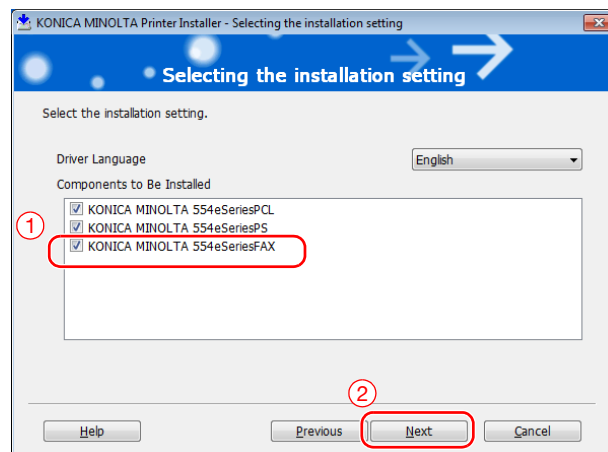 KONICA MINOLTA Printer Installer - Selecting the installation setting
Selecting the installation setting
Select the installation setting.
Driver Language English
Components to Be Installed
KONICA MINOLTA 554eSeriesPCL
① KONICA MINOLTA 554eSeriesPS
KONICA MINOLTA 554eSeriesFAX
②
Help Previous Next Cancel